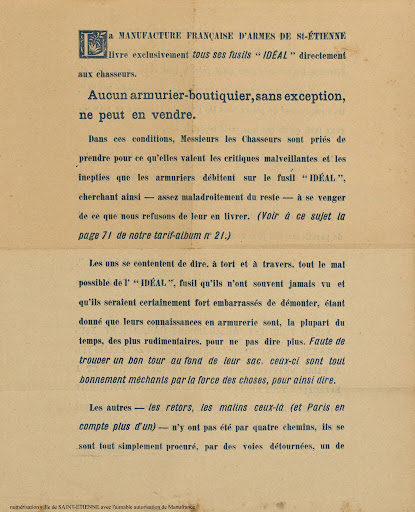 La MANUFACTURE FRANÇAISE D'ARMES DE St-ÉTIENNE
livre exclusivement tous ses fusils “ IDÉAL ” directement
aux chasseurs.
Aucun armurier-boutiquier, sans exception,
ne peut en vendre.
Dans ces conditions, Messieurs les Chasseurs sont priés de
prendre pour ce qu'elles valent les critiques malveillantes et les
inepties que les armuriers débitent sur le fusil “ IDÉAL ”,
cherchant ainsi — assez maladroitement du reste — à se venger
de ce que nous refusons de leur en livrer. (Voir à ce sujet la
page 71 de notre tarif-album n° 21.)
Les uns se contentent de dire, à tort et à travers, tout le mal
possible de l' “ IDÉAL ”, fusil qu'ils n'ont souvent jamais vu et
qu'ils seraient certainement fort embarrassés de démonter, étant
donné que leurs connaissances en armurerie sont, la plupart du
temps, des plus rudimentaires, pour ne pas dire plus. Faute de
trouver un bon tour au fond de leur sac, ceux-ci sont tout
bonnement méchants par la force des choses, pour ainsi dire.
Les autres — les retors, les malins ceux-là (et Paris en
compte plus d'un) — n'y ont pas été par quatre chemins, ils se
sont tout simplement procuré, par des voies détournées, un de
numérisation ville de SAINT-ETIENNE avec l'aimable autorisation de Manufrance